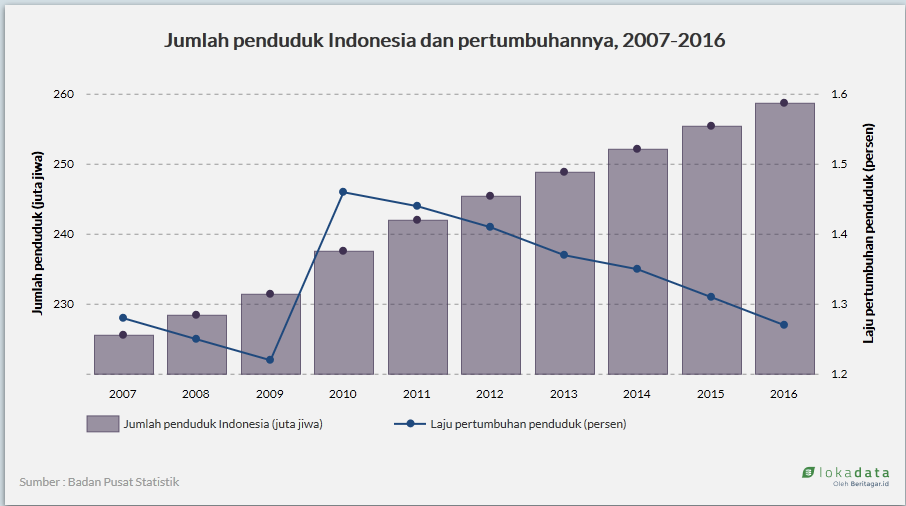 Jumlah penduduk Indonesia dan pertumbuhannya, 2007-2016
Jumlah penduduk (juta jiwa)
260
250
240
230
1.6
1.5
1.4
1.3
1.2
Laju pertumbuhan penduduk (persen)
2007 2008 2009 2010 2011 2012 2013 2014 2015 2016
Jumlah penduduk Indonesia (juta jiwa) Laju pertumbuhan penduduk (persen)
Sumber : Badan Pusat Statistik
lokadata
Oleh Beritagar.id